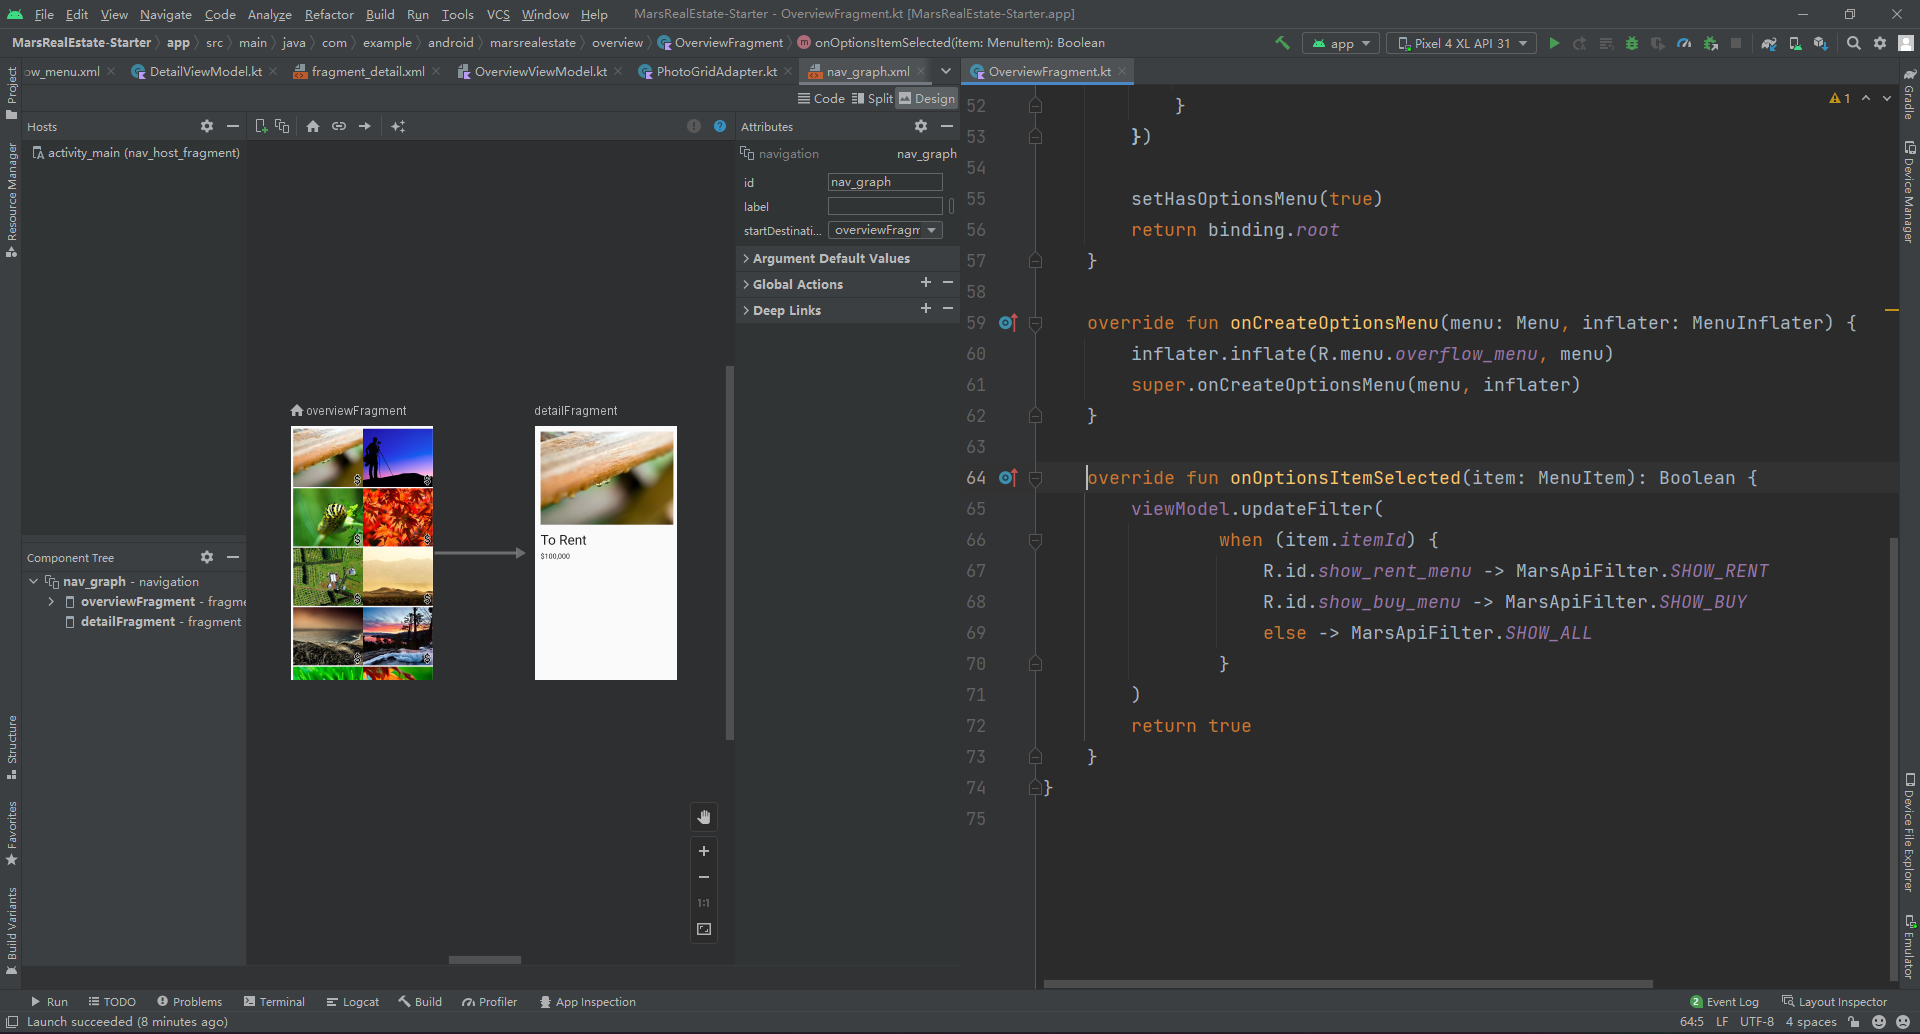 File Edit View Navigate Code Analyze Refactor Build Run Tools VCS Window Help MarsRealEstate-Starter - OverviewFragment.kt [MarsRealEstate-Starter.app]
MarsRealEstate-Starter app src main java com example android marsrealestate overview OverviewFragment onOptionsItemSelected(item: MenuItem): Boolean app Pixel 4 XL API 31
ow_menu.xml DetailViewModel.kt fragment_detail.xml OverviewViewModel.kt PhotoGridAdapter.kt nav_graph.xml OverviewFragment.kt
Code Split Design
Hosts
activity_main (nav_host_fragment)
Component Tree
nav_graph - navigation
overviewFragment - fragme
detailFragment - fragment
overviewFragment
detailFragment
To Rent
$100,000
1:1
Attributes
navigation nav_graph
id nav_graph
label
startDestinati... overviewFragm
Argument Default Values
Global Actions
Deep Links
1
52 }
53 })
54
55 setHasOptionsMenu(true)
56 return binding.root
57 }
58
59 override fun onCreateOptionsMenu(menu: Menu, inflater: MenuInflater) {
60 inflater.inflate(R.menu.overflow_menu, menu)
61 super.onCreateOptionsMenu(menu, inflater)
62 }
63
64 override fun onOptionsItemSelected(item: MenuItem): Boolean {
65 viewModel.updateFilter(
66 when (item.itemId) {
67 R.id.show_rent_menu -> MarsApiFilter.SHOW_RENT
68 R.id.show_buy_menu -> MarsApiFilter.SHOW_BUY
69 else -> MarsApiFilter.SHOW_ALL
70 }
71 )
72 return true
73 }
74 }
75
Project
Resource Manager
Structure
Favorites
Build Variants
Gradle
Device Manager
Device File Explorer
Emulator
Run TODO Problems Terminal Logcat Build Profiler App Inspection 2 Event Log Layout Inspector
Launch succeeded (8 minutes ago) 64:5 LF UTF-8 4 spaces